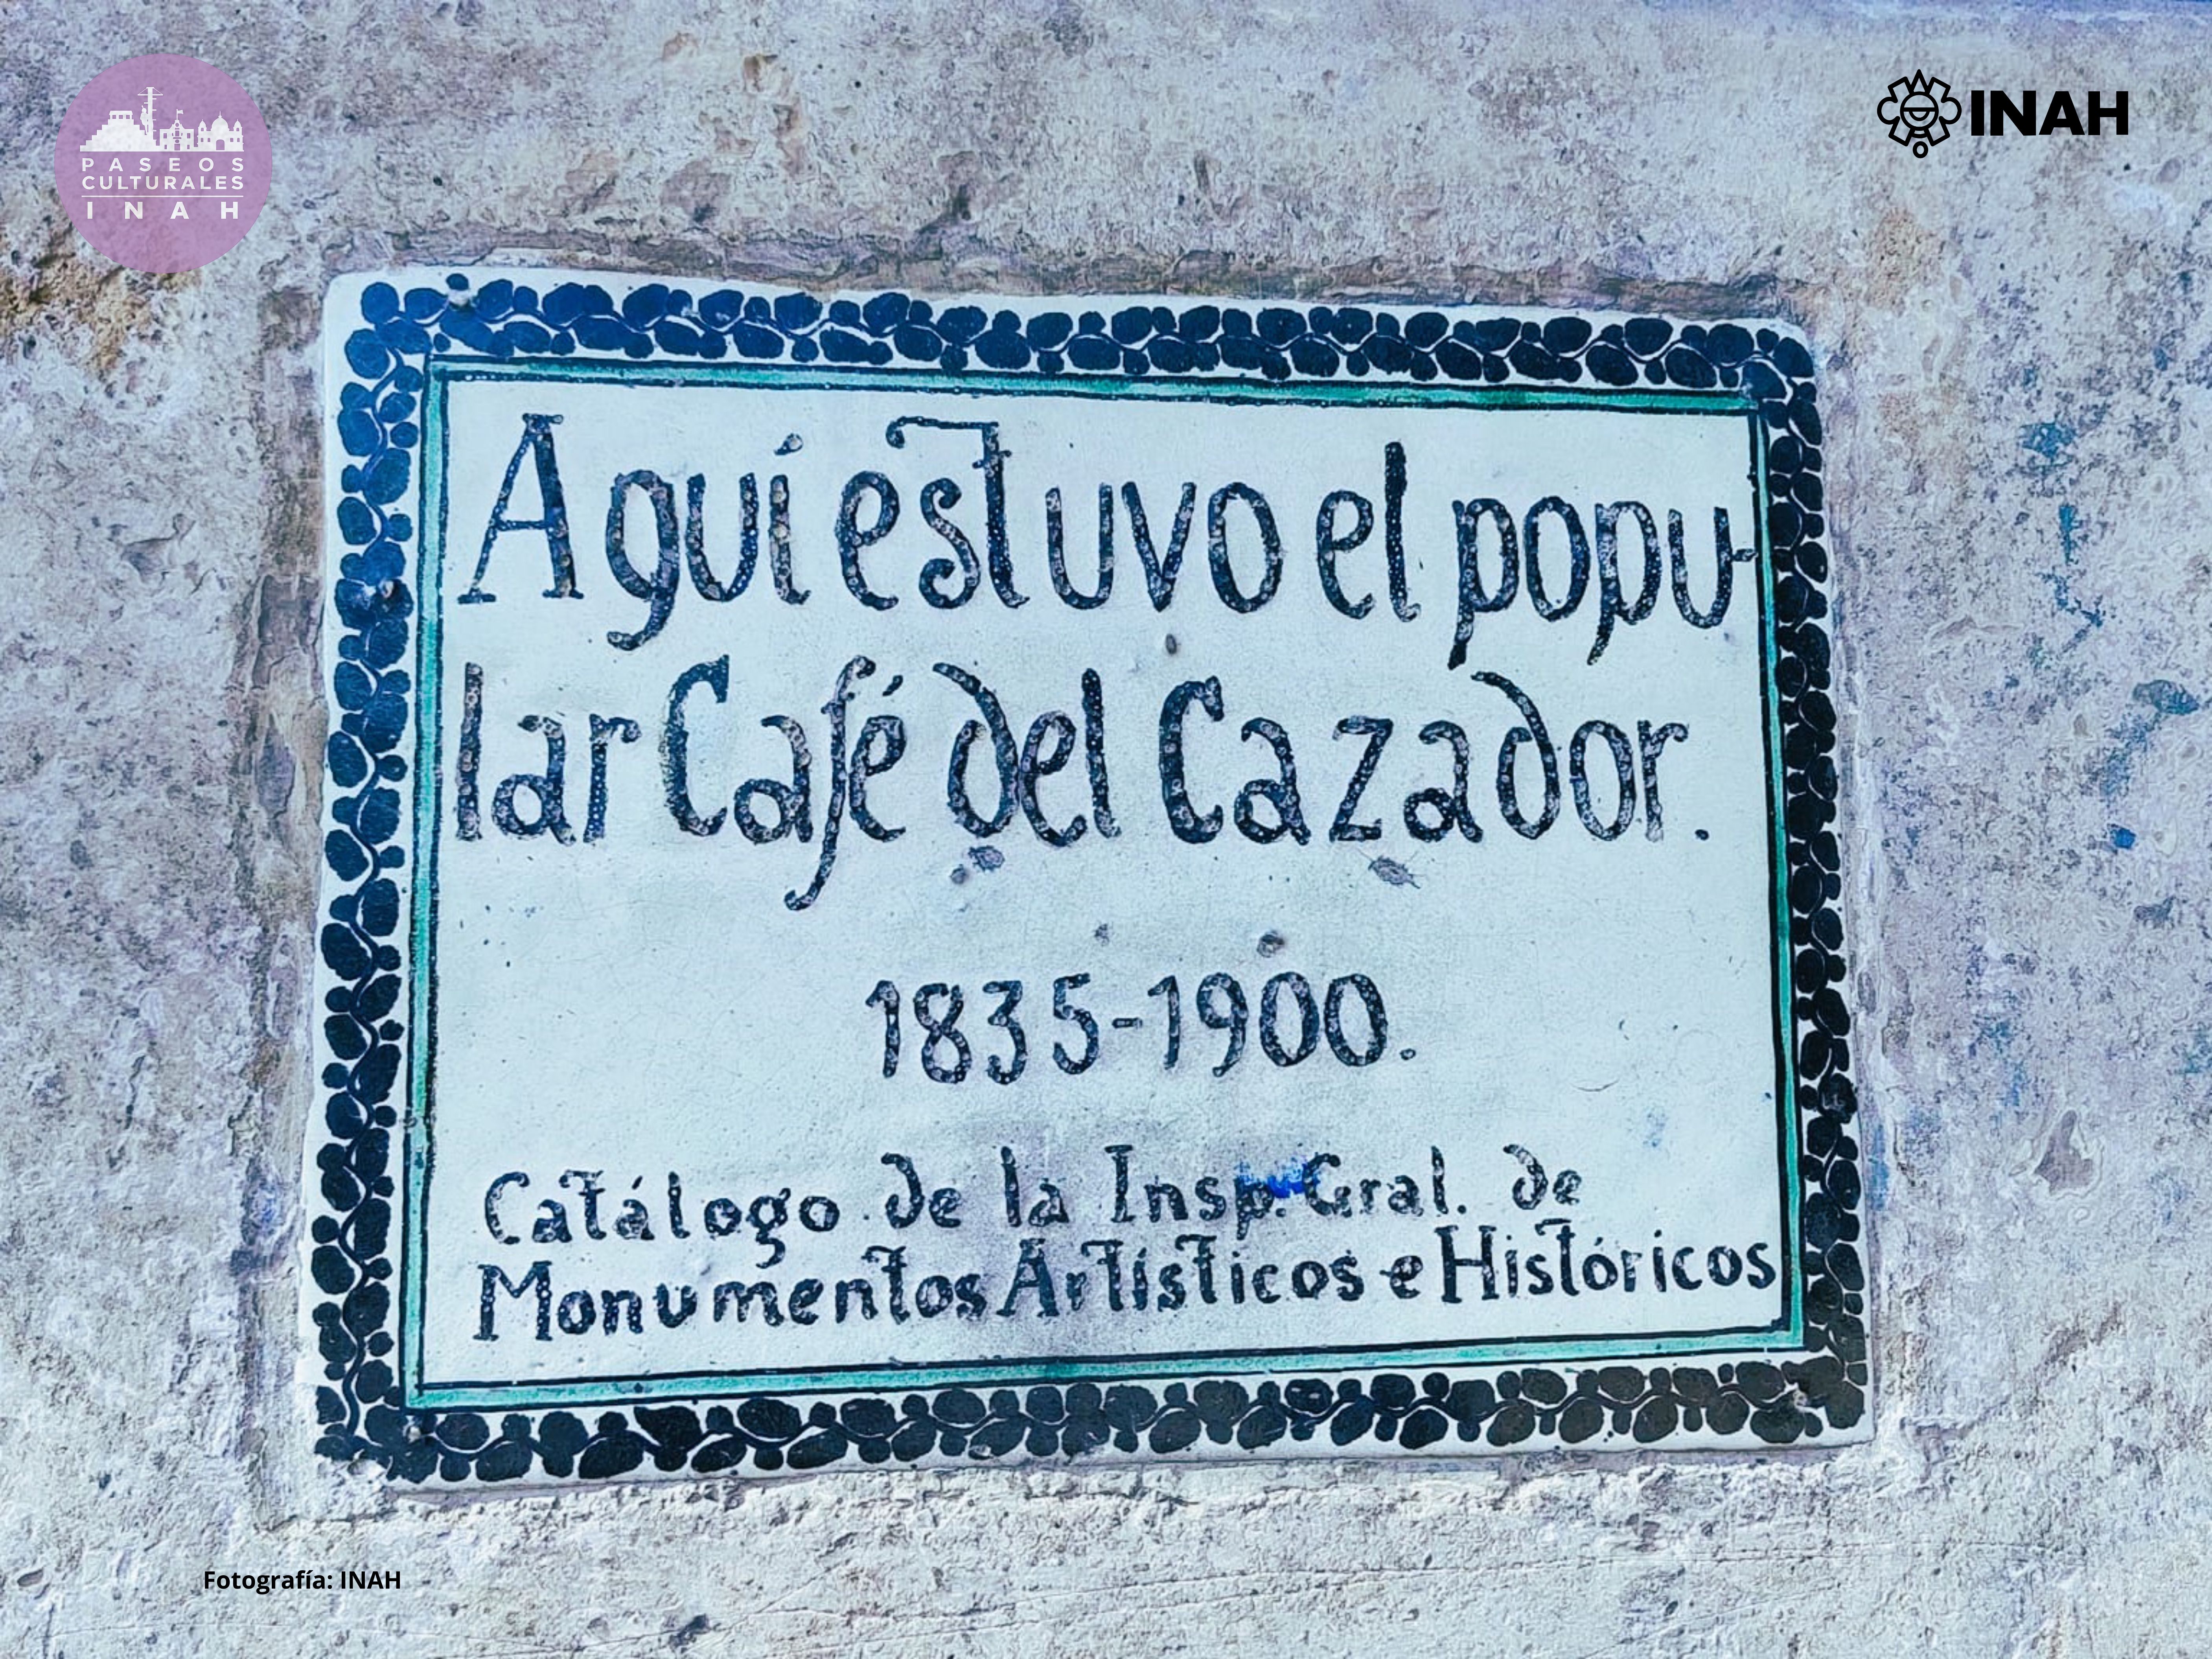 PASEOS
CULTURALES
INAH
INAH
Aguí estuvo el popu-
lar Café del Cazador.
1835-1900.
Catálogo de la Insp. Gral. de
Monumentos Artísticos e Históricos
Fotografía: INAH